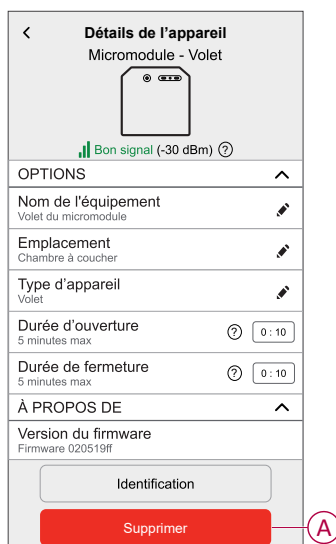 Détails de l'appareil
Micromodule - Volet
Bon signal (-30 dBm) ?
OPTIONS
Nom de l'équipement
Volet du micromodule
Emplacement
Chambre à coucher
Type d’appareil
Volet
Durée d’ouverture ? 0 : 10
5 minutes max
Durée de fermeture ? 0 : 10
5 minutes max
À PROPOS DE
Version du firmware
Firmware 020519ff
Identification
Supprimer A